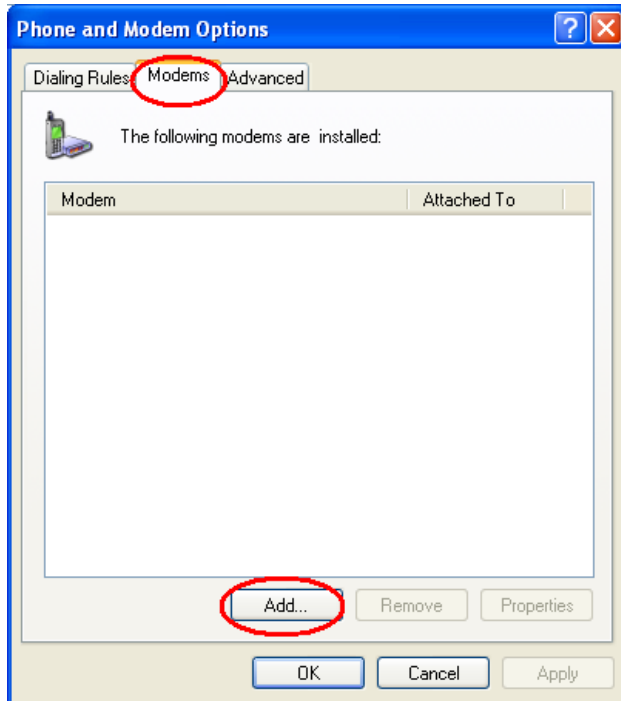 Phone and Modem Options
Dialing Rules Modems Advanced
The following modems are installed:
Modem Attached To
Add... Remove Properties
OK Cancel Apply